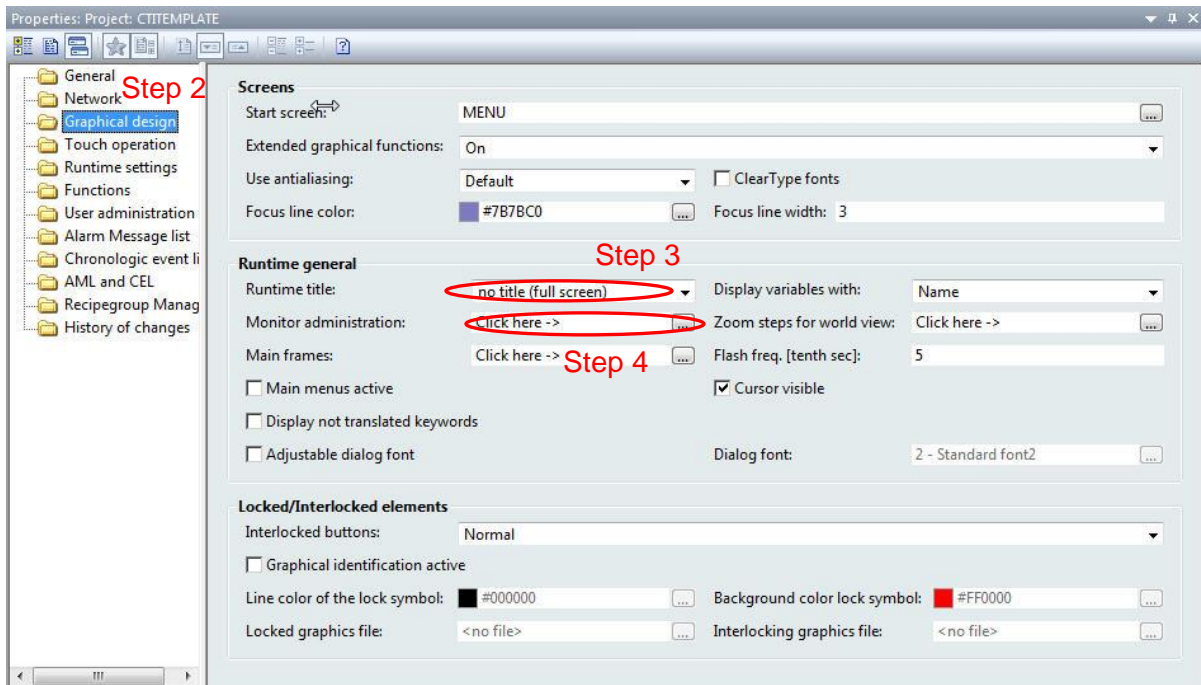 Properties: Project: CTITEMPLATE
General
Step 2
Network
Graphical design
Touch operation
Runtime settings
Functions
User administration
Alarm Message list
Chronologic event li
AML and CEL
Recipegroup Manag
History of changes
Screens
Start screen: MENU ...
Extended graphical functions: On
Use antialiasing: Default ClearType fonts
Focus line color: #7B7BC0 ... Focus line width: 3
Step 3
Runtime general
Runtime title: no title (full screen) Display variables with: Name
Monitor administration: Click here -> ... Zoom steps for world view: Click here -> ...
Main frames: Click here -> ... Flash freq. [tenth sec]: 5
Step 4
Main menus active Cursor visible
Display not translated keywords
Adjustable dialog font Dialog font: 2 - Standard font2 ...
Locked/Interlocked elements
Interlocked buttons: Normal
Graphical identification active
Line color of the lock symbol: #000000 ... Background color lock symbol: #FF0000 ...
Locked graphics file: <no file> ... Interlocking graphics file: <no file> ...